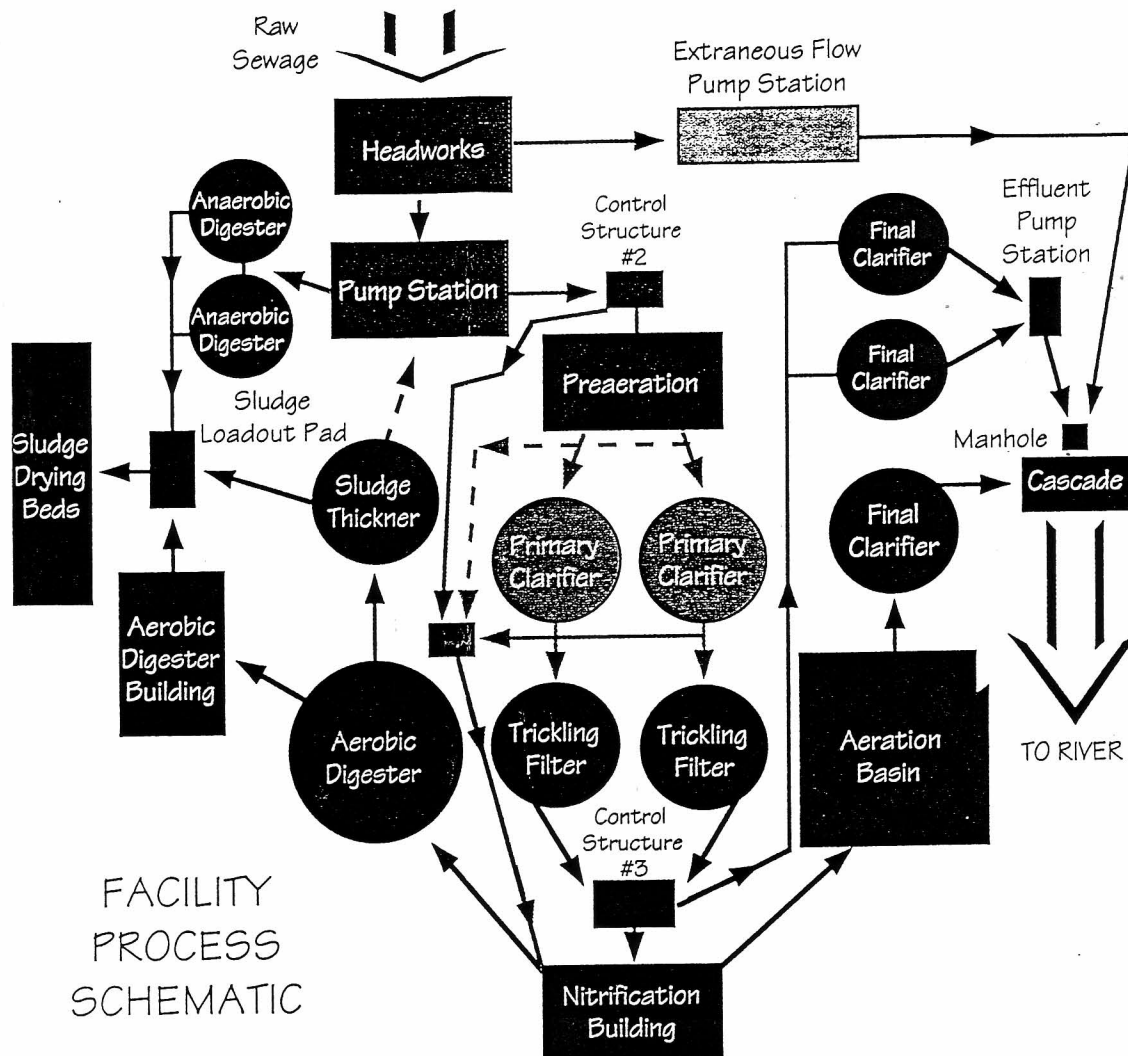 Raw
Sewage
Extraneous Flow
Pump Station
Headworks
Anaerobic
Digester
Control
Structure
#2
Final
Clarifier
Effluent
Pump
Station
Pump Station
Anaerobic
Digester
Final
Clarifier
Preaeration
Sludge
Loadout Pad
Manhole
Sludge
Drying
Beds
Sludge
Thickner
Cascade
Final
Clarifier
Primary
Clarifier
Primary
Clarifier
Aerobic
Digester
Building
Aerobic
Digester
Trickling
Filter
Trickling
Filter
Aeration
Basin
TO RIVER
Control
Structure
#3
FACILITY
PROCESS
SCHEMATIC
Nitrification
Building